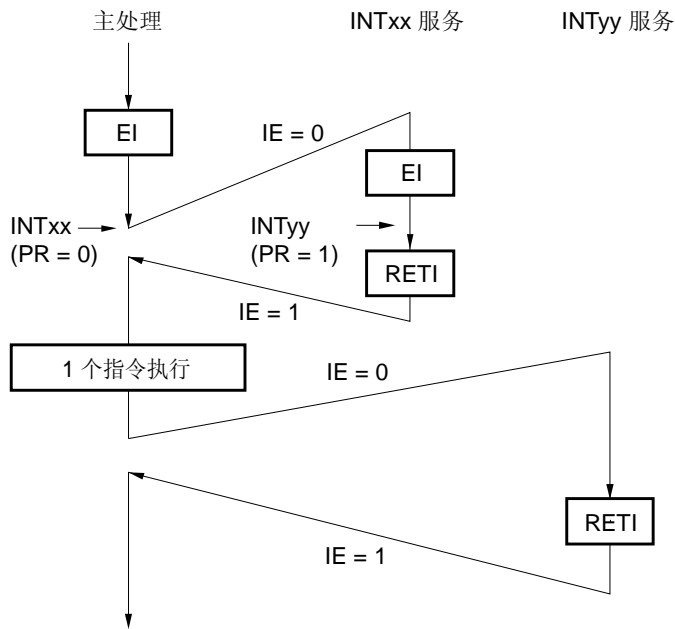 主处理
INTxx 服务
INTyy 服务
EI
IE = 0
EI
INTxx
(PR = 0)
INTyy
(PR = 1)
RETI
IE = 1
1 个指令执行
IE = 0
RETI
IE = 1